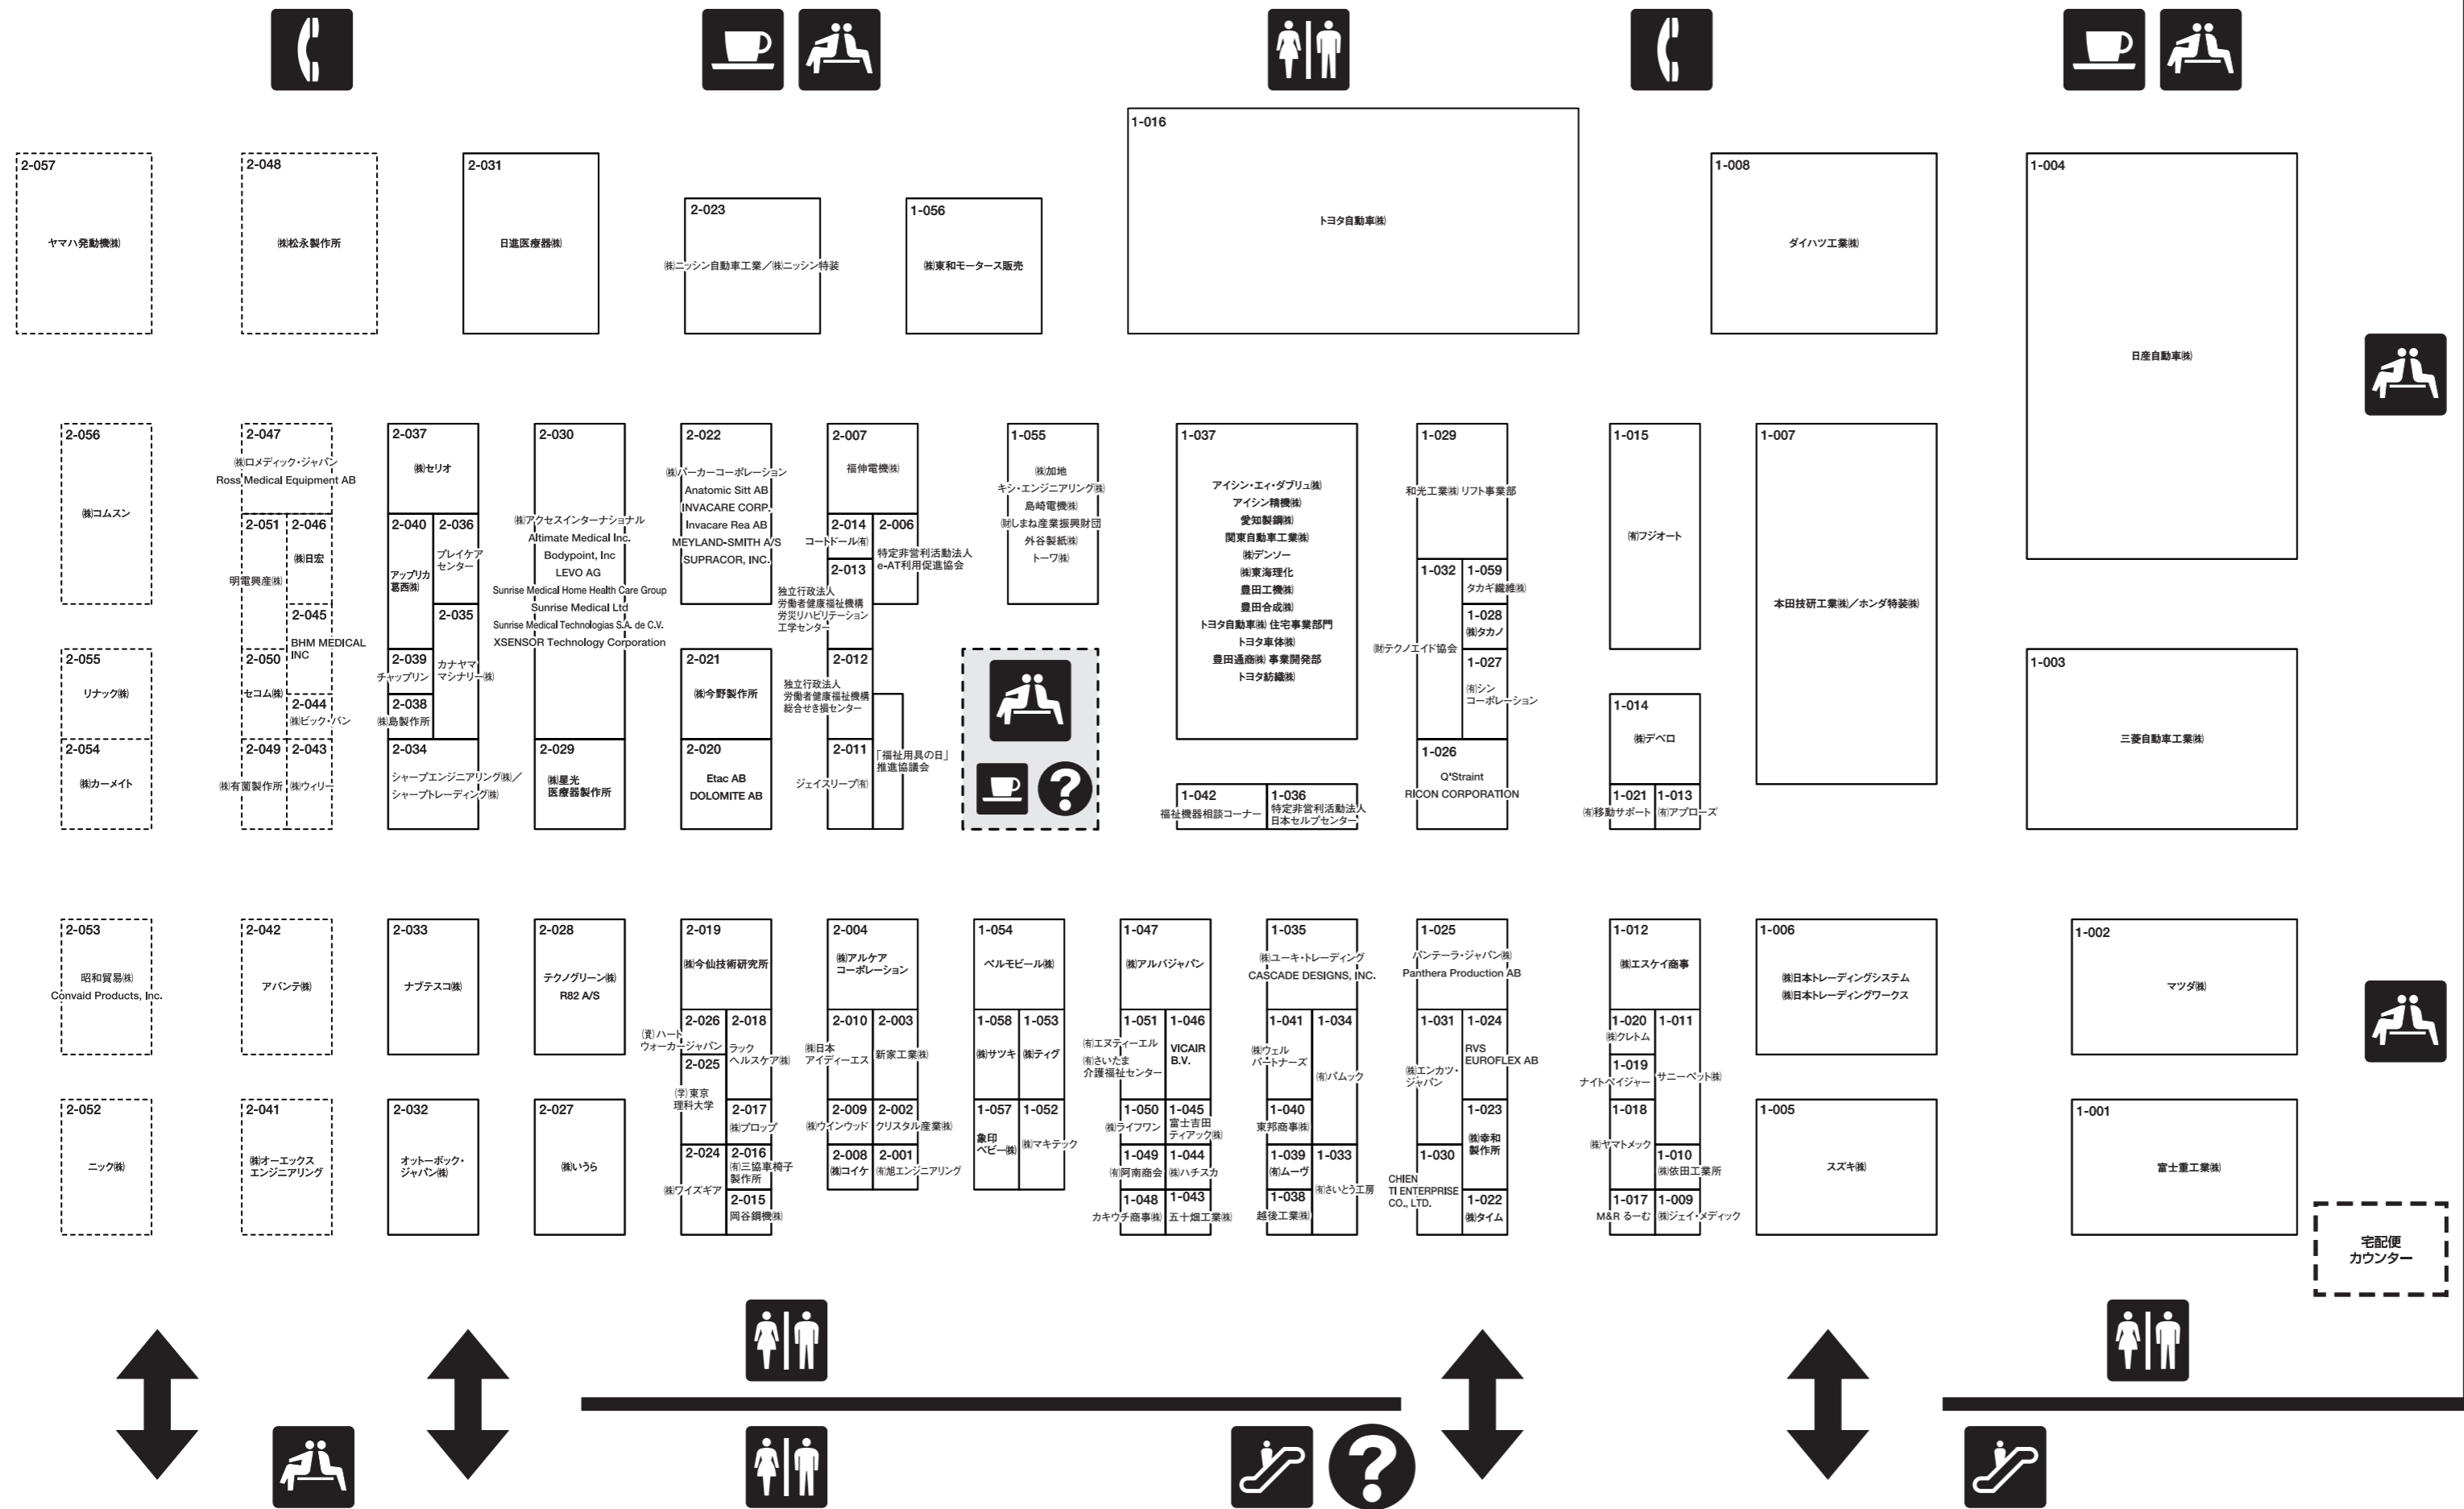 1-016
トヨタ自動車㈱
2-057
ヤマハ発動機㈱
2-048
㈱松永製作所
2-031
日進医療器㈱
2-023
㈱ニッシン自動車工業／㈱ニッシン特装
1-056
㈱東和モータース販売
1-008
ダイハツ工業㈱
1-004
日産自動車㈱
2-056
㈱コムスン
2-055
リナック㈱
2-054
㈱カーメイト
2-047
㈱ロメディック・ジャパン
Ross Medical Equipment AB
2-051
明電興産㈱
2-046
㈱日宏
2-045
BHM MEDICAL
INC
2-050
セコム㈱
2-044
㈱ビック・バン
2-049
㈱有薗製作所
2-043
㈱ウィリー
2-037
㈱セリオ
2-040
アップリカ
葛西㈱
2-036
プレイケア
センター
2-035
カナヤマ
マシナリー㈱
2-039
チャップリン
2-038
㈱島製作所
2-034
シャープエンジニアリング㈱／
シャープトレーディング㈱
2-030
㈱アクセスインターナショナル
Altimate Medical Inc.
Bodypoint, Inc
LEVO AG
Sunrise Medical Home Health Care Group
Sunrise Medical Ltd
Sunrise Medical Technologias S.A. de C.V.
XSENSOR Technology Corporation
2-029
㈱星光
医療器製作所
2-022
㈱パーカーコーポレーション
Anatomic Sitt AB
INVACARE CORP.
Invacare Rea AB
MEYLAND-SMITH A/S
SUPRACOR, INC.
2-021
㈱今野製作所
2-020
Etac AB
DOLOMITE AB
2-007
福伸電機㈱
2-014
コートドール㈲
2-006
特定非営利活動法人
e-AT利用促進協会
2-013
独立行政法人
労働者健康福祉機構
労災リハビリテーション
工学センター
2-012
独立行政法人
労働者健康福祉機構
総合せき損センター
2-011
ジェイスリープ㈲
「福祉用具の日」
推進協議会
1-055
㈱加地
キシ・エンジニアリング㈱
島崎電機㈱
㈶しまね産業振興財団
外谷製紙㈱
トーワ㈱
1-037
アイシン・エィ・ダブリュ㈱
アイシン精機㈱
愛知製鋼㈱
関東自動車工業㈱
㈱デンソー
㈱東海理化
豊田工機㈱
豊田合成㈱
トヨタ自動車㈱ 住宅事業部門
トヨタ車体㈱
豊田通商㈱ 事業開発部
トヨタ紡織㈱
1-042
福祉機器相談コーナー
1-036
特定非営利活動法人
日本セルプセンター
1-029
和光工業㈱ リフト事業部
1-032
㈶テクノエイド協会
1-059
タカギ繊維㈱
1-028
㈱タカノ
1-027
㈲シン
コーポレーション
1-026
Q'Straint
RICON CORPORATION
1-015
㈲フジオート
1-014
㈱デベロ
1-021
㈲移動サポート
1-013
㈲アプローズ
1-007
本田技研工業㈱／ホンダ特装㈱
1-003
三菱自動車工業㈱
2-053
昭和貿易㈱
Convaid Products, Inc.
2-052
ニック㈱
2-042
アバンテ㈱
2-041
㈱オーエックス
エンジニアリング
2-033
ナブテスコ㈱
2-032
オットーボック・
ジャパン㈱
2-028
テクノグリーン㈱
R82 A/S
2-027
㈱いうら
2-019
㈱今仙技術研究所
2-026
㈾ハート
ウォーカージャパン
2-018
ラック
ヘルスケア㈱
2-025
㈻東京
理科大学
2-017
㈱プロップ
2-024
㈱ワイズギア
2-016
㈲三協車椅子
製作所
2-015
岡谷鋼機㈱
2-004
㈱アルケア
コーポレーション
2-010
㈱日本
アイディーエス
2-003
新家工業㈱
2-009
㈱ウインウッド
2-002
クリスタル産業㈱
2-008
㈱コイケ
2-001
㈲旭エンジニアリング
1-054
ペルモビール㈱
1-058
㈱サツキ
1-053
㈱ティグ
1-057
象印
ベビー㈱
1-052
㈱マキテック
1-047
㈱アルバジャパン
1-051
㈲エヌティーエル
㈲さいたま
介護福祉センター
1-046
VICAIR
B.V.
1-050
㈱ライフワン
1-045
富士吉田
ティアック㈱
1-049
㈲阿南商会
1-044
㈱ハチスカ
1-048
カキウチ商事㈱
1-043
五十畑工業㈱
1-035
㈱ユーキ・トレーディング
CASCADE DESIGNS, INC.
1-041
㈱ウェル
パートナーズ
1-034
㈲パムック
1-040
東邦商事㈱
1-039
㈲ムーヴ
1-033
㈲さいとう工房
1-038
越後工業㈱
1-025
パンテーラ・ジャパン㈱
Panthera Production AB
1-031
㈱エンカツ・
ジャパン
1-024
RVS
EUROFLEX AB
1-023
㈱幸和
製作所
1-030
CHIEN
TI ENTERPRISE
CO., LTD.
1-022
㈱タイム
1-012
㈱エスケイ商事
1-020
㈱クレトム
1-011
サニーペット㈱
1-019
ナイトペイジャー
1-018
㈱ヤマトメック
1-010
㈱依田工業所
1-017
M&R るーむ
1-009
㈱ジェイ・メディック
1-006
㈱日本トレーディングシステム
㈱日本トレーディングワークス
1-005
スズキ㈱
1-002
マツダ㈱
1-001
富士重工業㈱
宅配便
カウンター